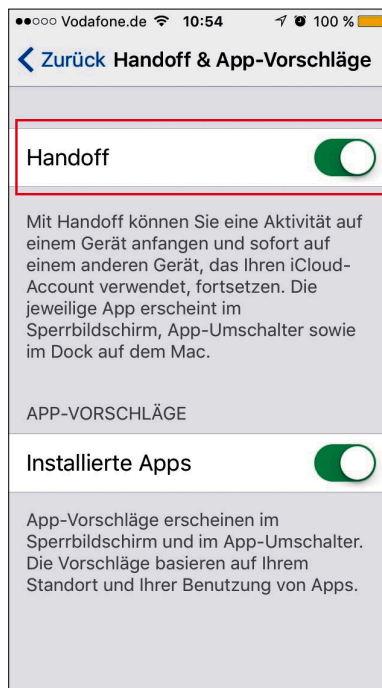 Vodafone.de 10:54 100 %
Zurück Handoff & App-Vorschläge
Handoff
Mit Handoff können Sie eine Aktivität auf
einem Gerät anfangen und sofort auf
einem anderen Gerät, das Ihren iCloud-
Account verwendet, fortsetzen. Die
jeweilige App erscheint im
Sperrbildschirm, App-Umschalter sowie
im Dock auf dem Mac.
APP-VORSCHLÄGE
Installierte Apps
App-Vorschläge erscheinen im
Sperrbildschirm und im App-Umschalter.
Die Vorschläge basieren auf Ihrem
Standort und Ihrer Benutzung von Apps.